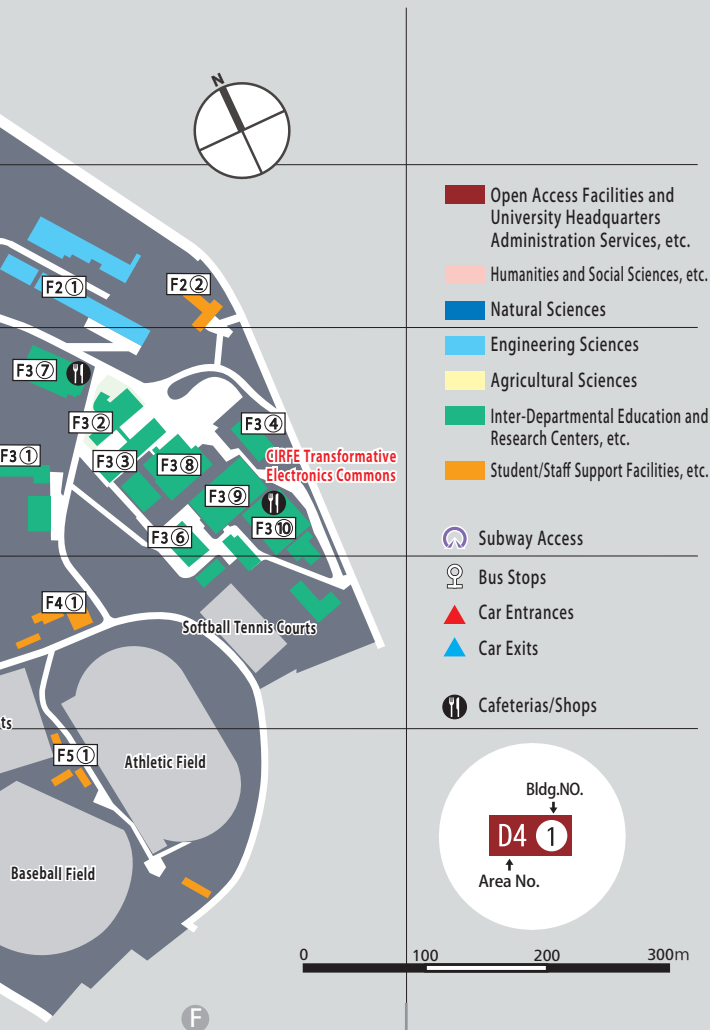 N
F2①
F2②
F3⑦
F3②
F3④
F3①
F3③
F3⑧
CIRFE Transformative
Electronics Commons
F3⑨
F3⑩
F3⑥
F4①
Softball Tennis Courts
ts
F5①
Athletic Field
Baseball Field
F
Open Access Facilities and
University Headquarters
Administration Services, etc.
Humanities and Social Sciences, etc.
Natural Sciences
Engineering Sciences
Agricultural Sciences
Inter-Departmental Education and
Research Centers, etc.
Student/Staff Support Facilities, etc.
Subway Access
Bus Stops
Car Entrances
Car Exits
Cafeterias/Shops
Bldg.NO.
D4 1
Area No.
0 100 200 300m